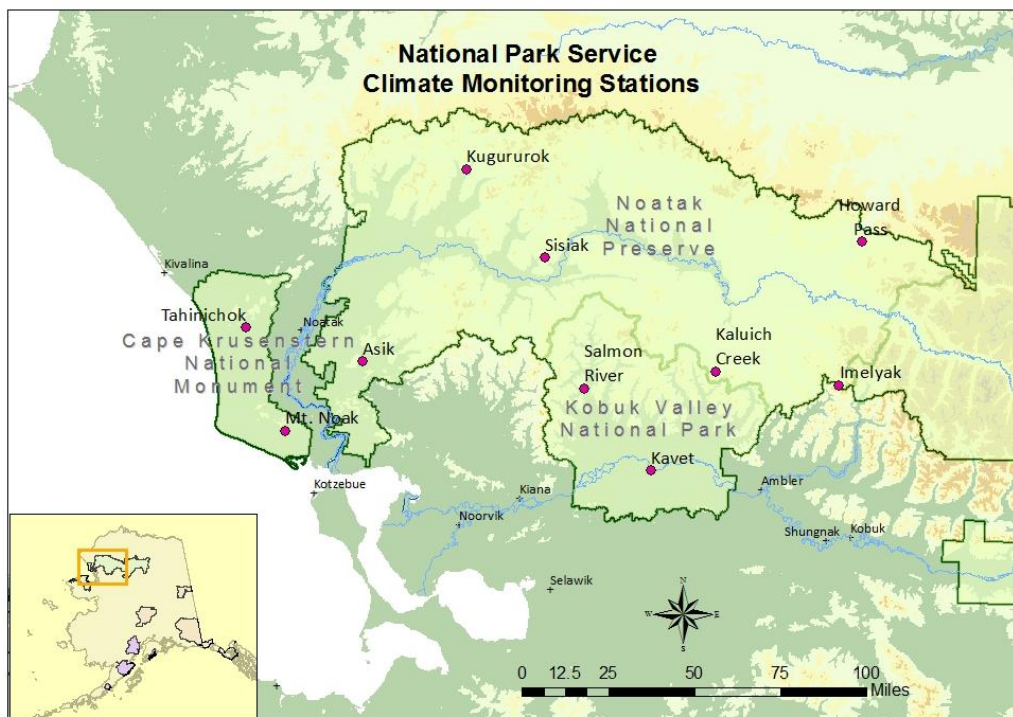 National Park Service
Climate Monitoring Stations
Kugururok
Howard
Pass
Noatak
National
Preserve
Sisiak
Kivalina
Tahinichok
Noatak
Cape Krusenstern
National
Monument
Asik
Salmon
River
Kaluich
Creek
Imelyak
Mt. Noak
Kobuk Valley
National Park
Kavet
Kotzebue
Kiana
Ambler
Noorvik
Shungnak
Kobuk
Selawik
N
W
E
S
0
12.5
25
50
75
100
Miles